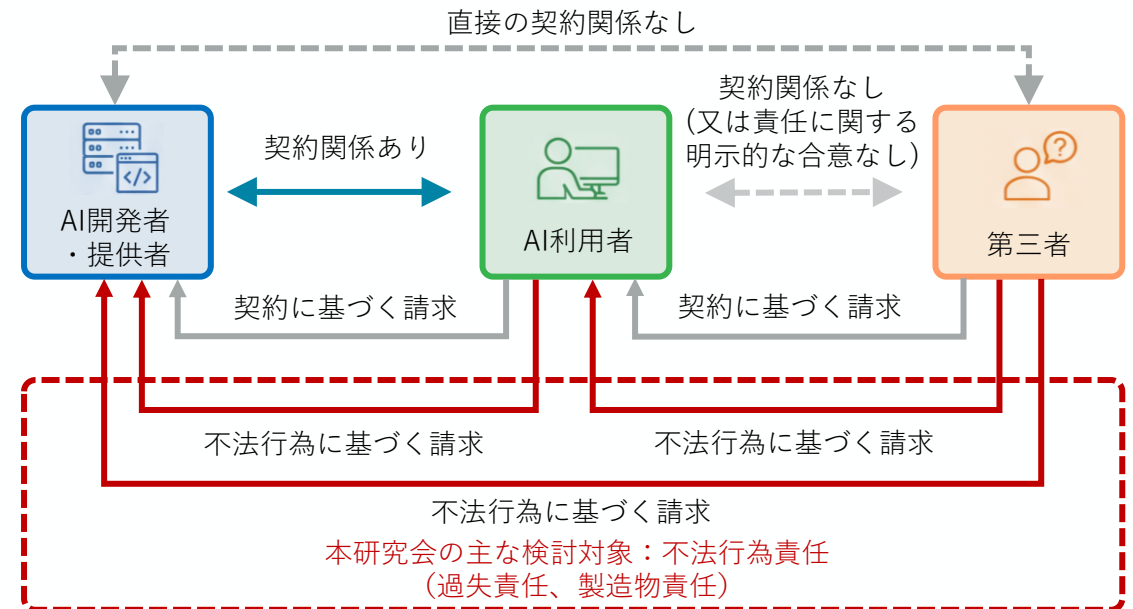 直接の契約関係なし
契約関係あり
契約関係なし
(又は責任に関する
明示的な合意なし)
AI開発者
・提供者
AI利用者
第三者
契約に基づく請求
契約に基づく請求
不法行為に基づく請求
不法行為に基づく請求
不法行為に基づく請求
本研究会の主な検討対象：不法行為責任
（過失責任、製造物責任）